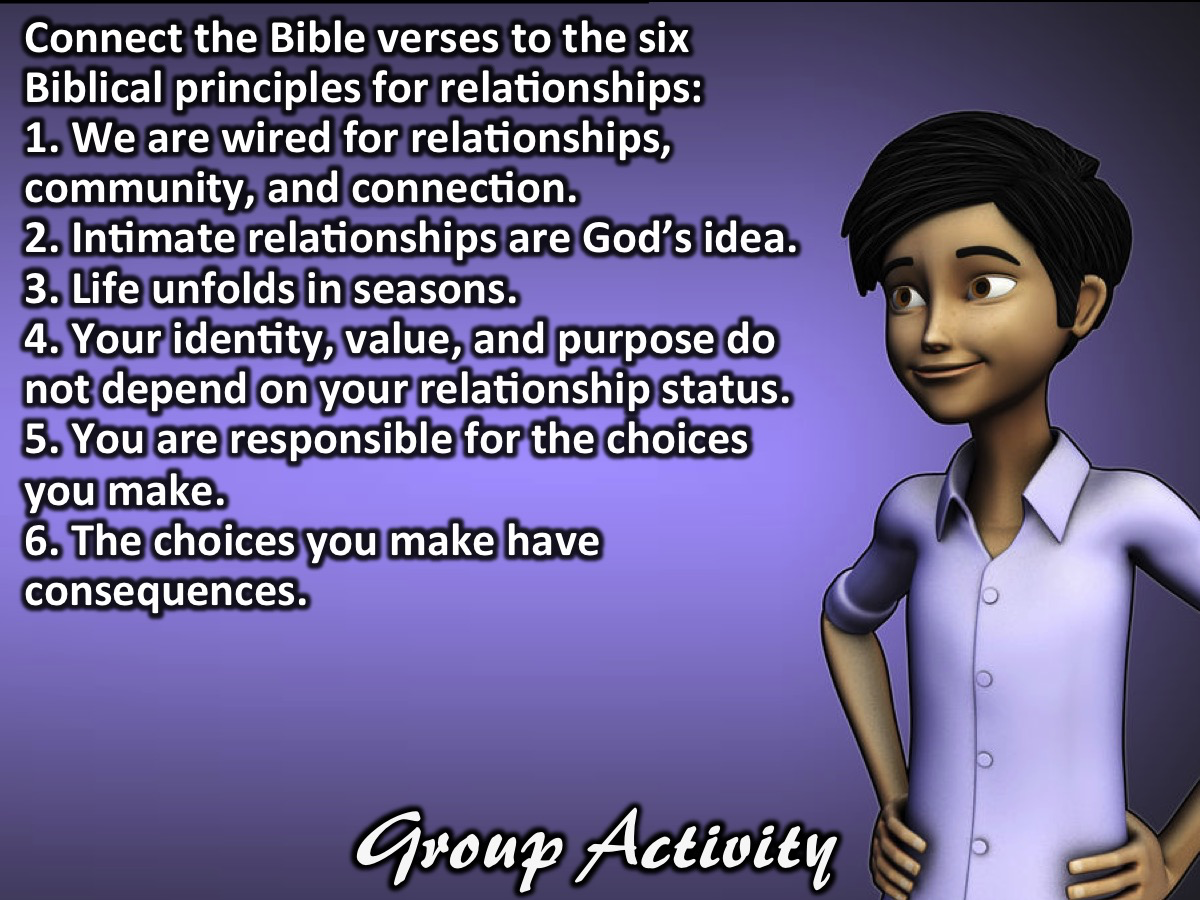 Connect the Bible verses to the six
Biblical principles for relationships:
1. We are wired for relationships,
community, and connection.
2. Intimate relationships are God’s idea.
3. Life unfolds in seasons.
4. Your identity, value, and purpose do
not depend on your relationship status.
5. You are responsible for the choices
you make.
6. The choices you make have
consequences.
Group Activity